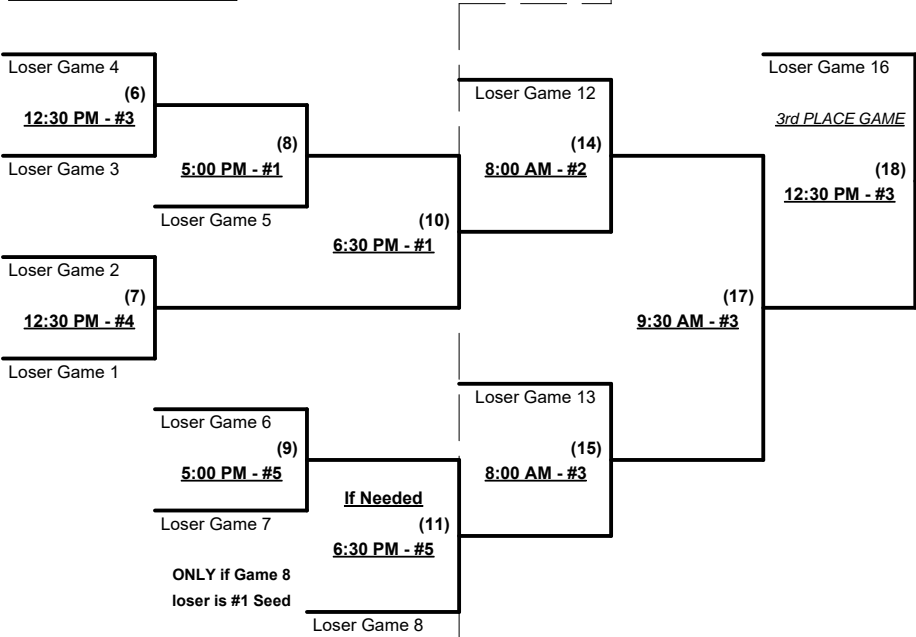 Loser Game 4
(6)
12:30 PM - #3
Loser Game 3
(8)
5:00 PM - #1
Loser Game 5
Loser Game 2
(7)
12:30 PM - #4
Loser Game 1
(10)
6:30 PM - #1
Loser Game 6
(9)
5:00 PM - #5
Loser Game 7
If Needed
(11)
6:30 PM - #5
ONLY if Game 8
loser is #1 Seed
Loser Game 8
Loser Game 12
(14)
8:00 AM - #2
Loser Game 13
(15)
8:00 AM - #3
(17)
9:30 AM - #3
Loser Game 16
3rd PLACE GAME
(18)
12:30 PM - #3